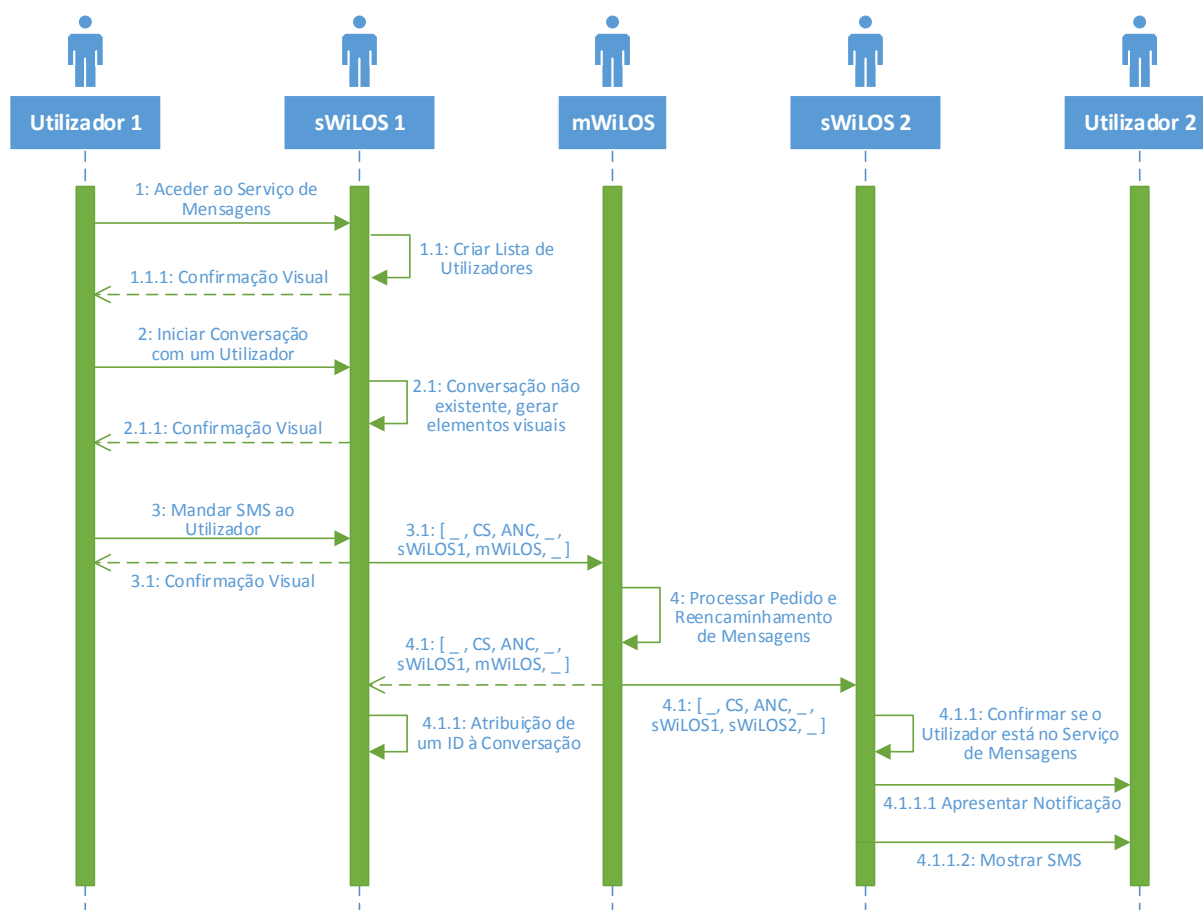 Utilizador 1
sWiLOS 1
mWiLOS
sWiLOS 2
Utilizador 2
1: Aceder ao Serviço de
Mensagens
1.1: Criar Lista de
Utilizadores
1.1.1: Confirmação Visual
2: Iniciar Conversação
com um Utilizador
2.1: Conversação não
existente, gerar
elementos visuais
2.1.1: Confirmação Visual
3: Mandar SMS ao
Utilizador
3.1: [ _ , CS, ANC, _ ,
sWiLOS1, mWiLOS, _ ]
3.1: Confirmação Visual
4: Processar Pedido e
Reencaminhamento
de Mensagens
4.1: [ _ , CS, ANC, _ ,
sWiLOS1, mWiLOS, _ ]
4.1: [ _, CS, ANC, _ ,
sWiLOS1, sWiLOS2, _ ]
4.1.1: Atribuição de
um ID à Conversação
4.1.1: Confirmar se o
Utilizador está no Serviço
de Mensagens
4.1.1.1 Apresentar Notificação
4.1.1.2: Mostrar SMS